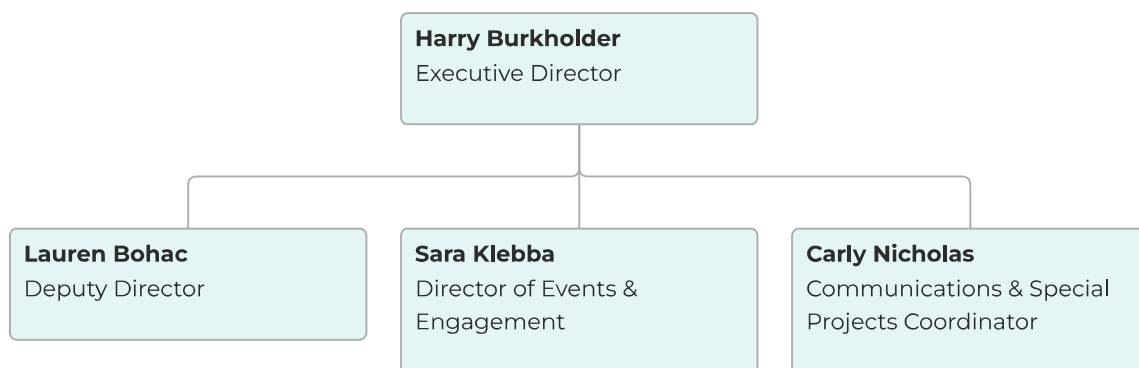 Harry Burkholder
Executive Director
Lauren Bohac
Deputy Director
Sara Klebba
Director of Events &
Engagement
Carly Nicholas
Communications & Special
Projects Coordinator